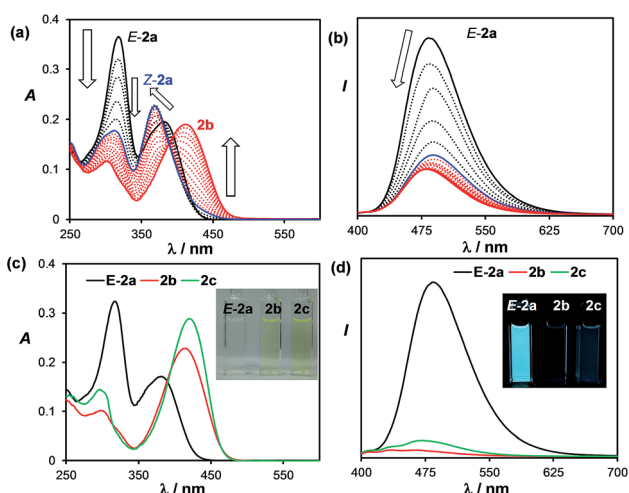 (a)
E-2a
Z-2a
2b
A
0.4
0.3
0.2
0.1
0
250 350 450 550
λ / nm
(b)
E-2a
I
400 475 550 625 700
λ / nm
(c)
E-2a 2b 2c
A
0.4
0.3
0.2
0.1
0
E-2a 2b 2c
250 350 450 550
λ / nm
(d)
E-2a 2b 2c
I
E-2a 2b 2c
400 475 550 625 700
λ / nm